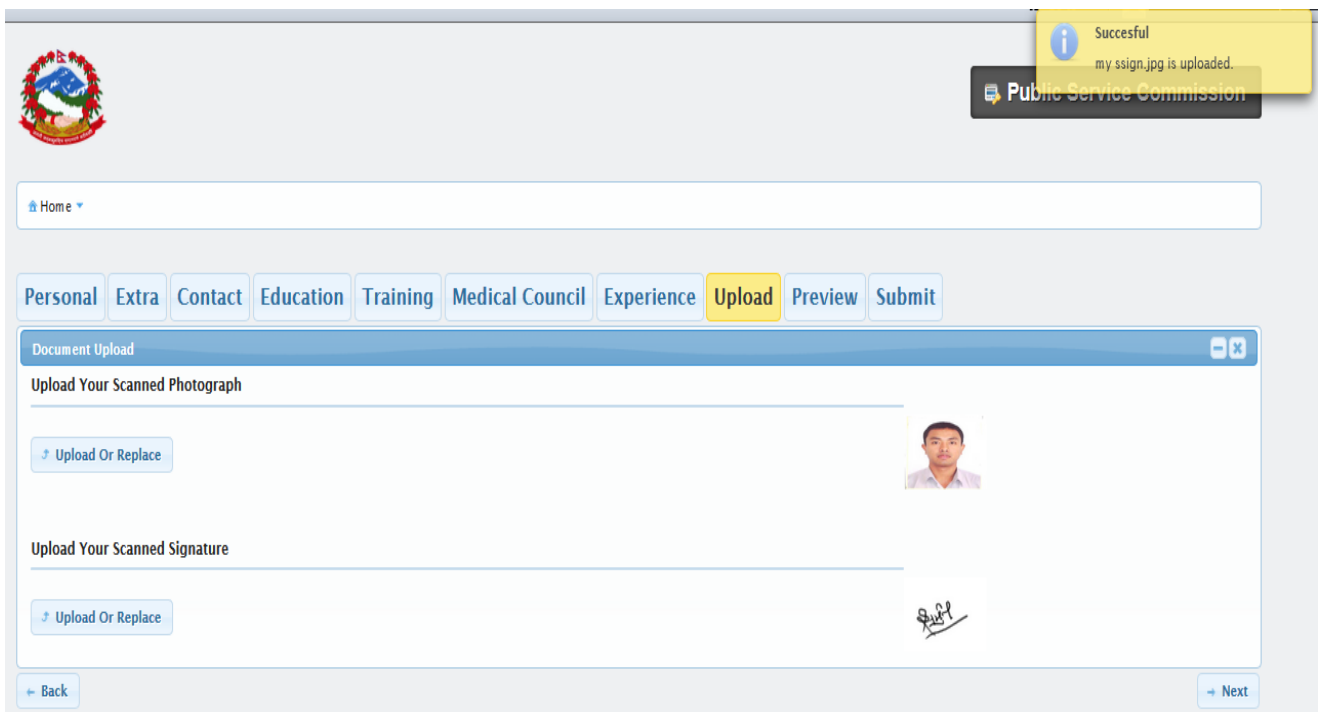 Succesful
my ssign.jpg is uploaded.
Public Service Commission
Home
Personal Extra Contact Education Training Medical Council Experience Upload Preview Submit
Document Upload
Upload Your Scanned Photograph
Upload Or Replace
Upload Your Scanned Signature
Upload Or Replace
Back
Next